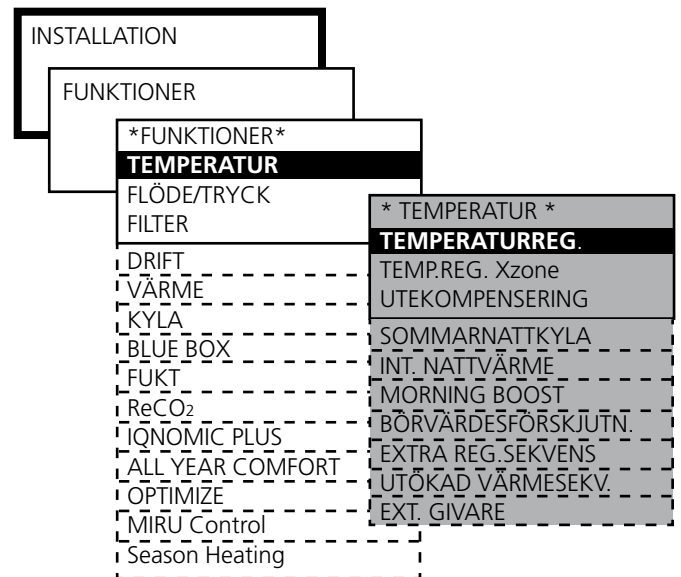 INSTALLATION
FUNKTIONER
*FUNKTIONER*
TEMPERATUR
FLÖDE/TRYCK
FILTER
DRIFT
VÄRME
KYLA
BLUE BOX
FUKT
ReCO₂
IQNOMIC PLUS
ALL YEAR COMFORT
OPTIMIZE
MIRU Control
Season Heating
* TEMPERATUR *
TEMPERATURREG.
TEMP.REG. Xzone
UTEKOMPENSERING
SOMMARNATTKYLA
INT. NATTVÄRME
MORNING BOOST
BÖRVÄRDESFÖRSKJUTN.
EXTRA REG.SEKVENS
UTÖKAD VÄRMESEKV.
EXT. GIVARE